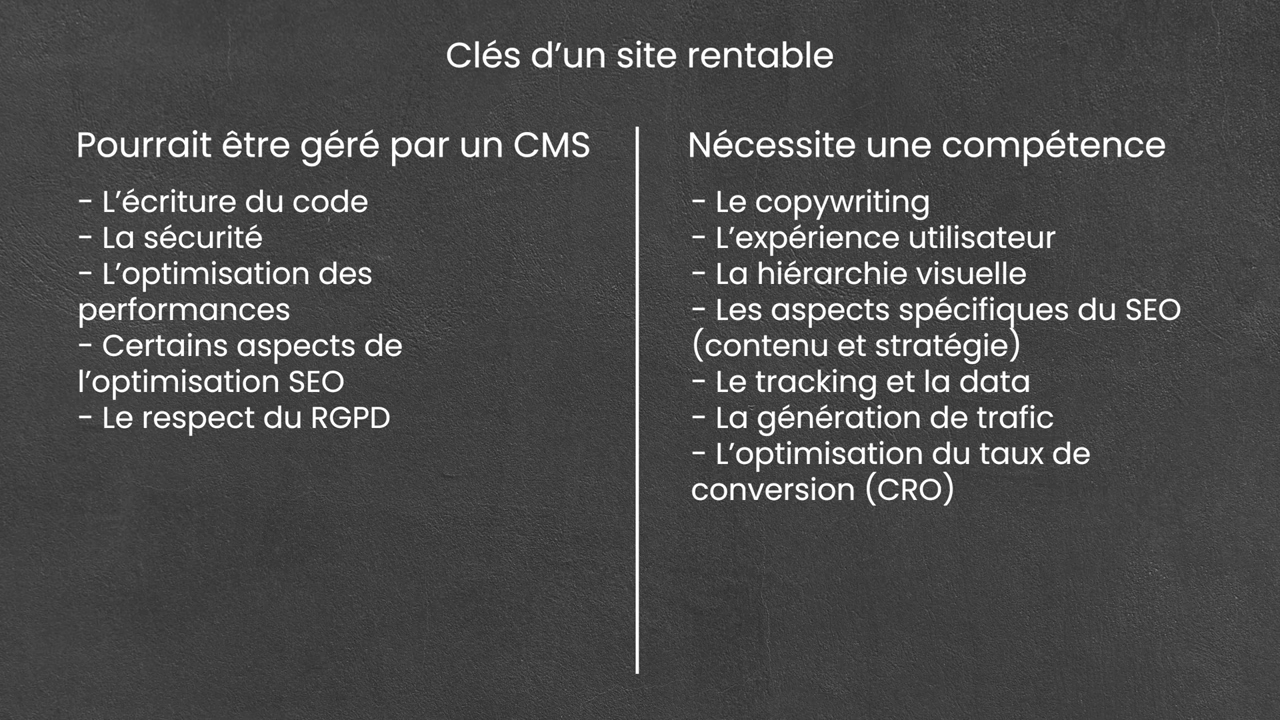 Clés d’un site rentable
Pourrait être géré par un CMS
- L’écriture du code
- La sécurité
- L’optimisation des
performances
- Certains aspects de
l’optimisation SEO
- Le respect du RGPD
Nécessite une compétence
- Le copywriting
- L’expérience utilisateur
- La hiérarchie visuelle
- Les aspects spécifiques du SEO
(contenu et stratégie)
- Le tracking et la data
- La génération de trafic
- L’optimisation du taux de
conversion (CRO)